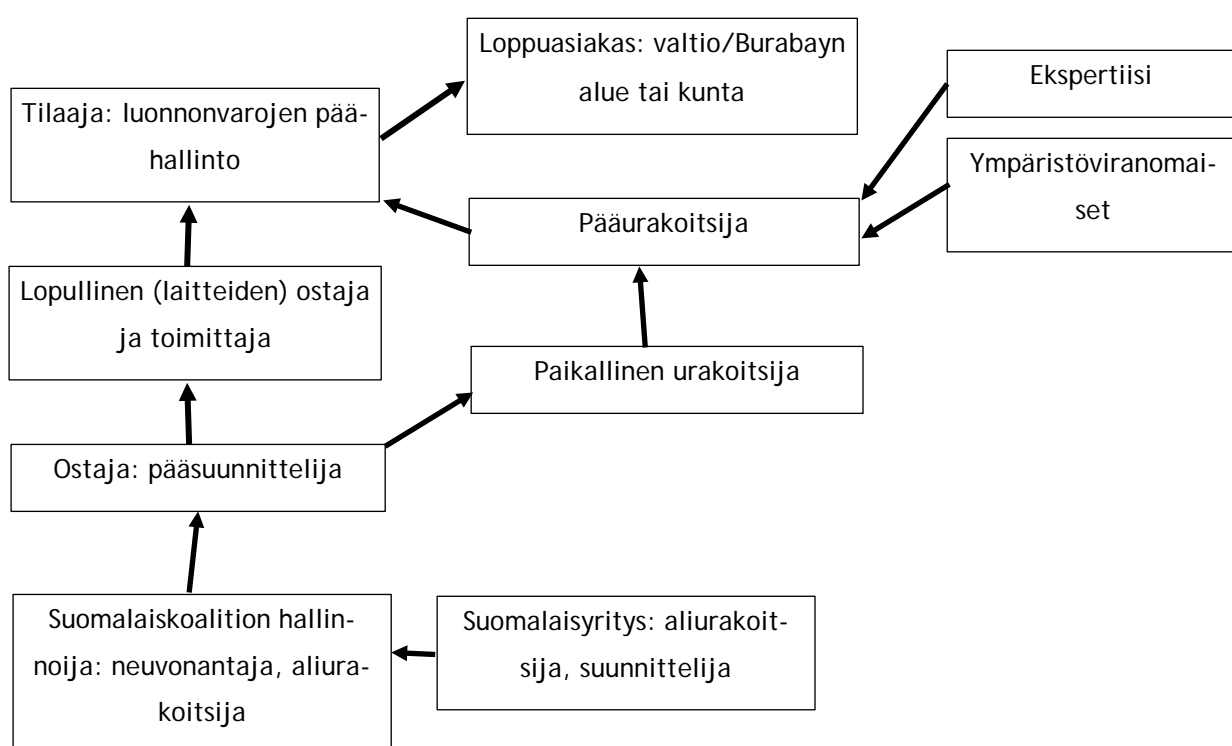 Loppuasiakas: valtio/Burabayn
alue tai kunta
Ekspertiisi
Tilaaja: luonnonvarojen pää-
hallinto
Ympäristöviranomai-
set
Pääurakoitsija
Lopullinen (laitteiden) ostaja
ja toimittaja
Paikallinen urakoitsija
Ostaja: pääsuunnittelija
Suomalaiskoalition hallin-
noija: neuvonantaja, aliura-
koitsija
Suomalaisyritys: aliurakoit-
sija, suunnittelija